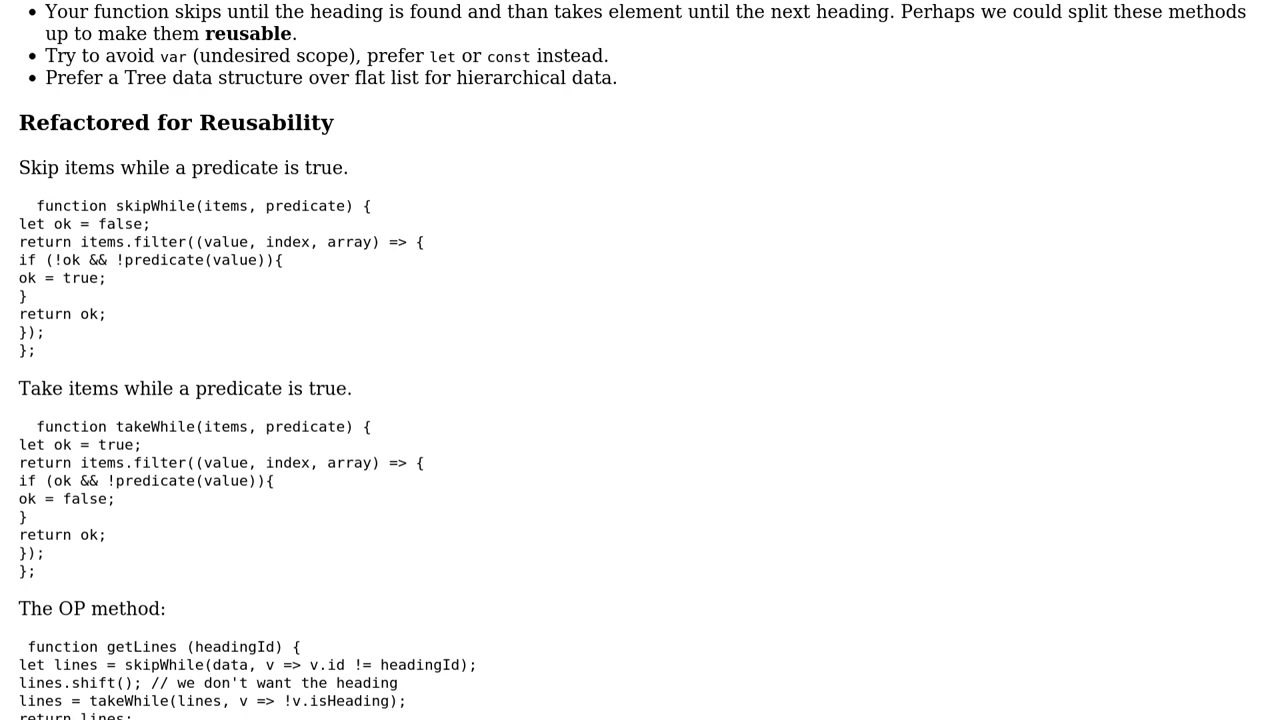 Your function skips until the heading is found and than takes element until the next heading. Perhaps we could split these methods
up to make them reusable.
Try to avoid var (undesired scope), prefer let or const instead.
Prefer a Tree data structure over flat list for hierarchical data.
Refactored for Reusability
Skip items while a predicate is true.
function skipWhile(items, predicate) {
let ok = false;
return items.filter((value, index, array) => {
if (!ok && !predicate(value)){
ok = true;
}
return ok;
});
};
Take items while a predicate is true.
function takeWhile(items, predicate) {
let ok = true;
return items.filter((value, index, array) => {
if (ok && !predicate(value)){
ok = false;
}
return ok;
});
};
The OP method:
function getLines (headingId) {
let lines = skipWhile(data, v => v.id != headingId);
lines.shift(); // we don't want the heading
lines = takeWhile(lines, v => !v.isHeading);
return lines;